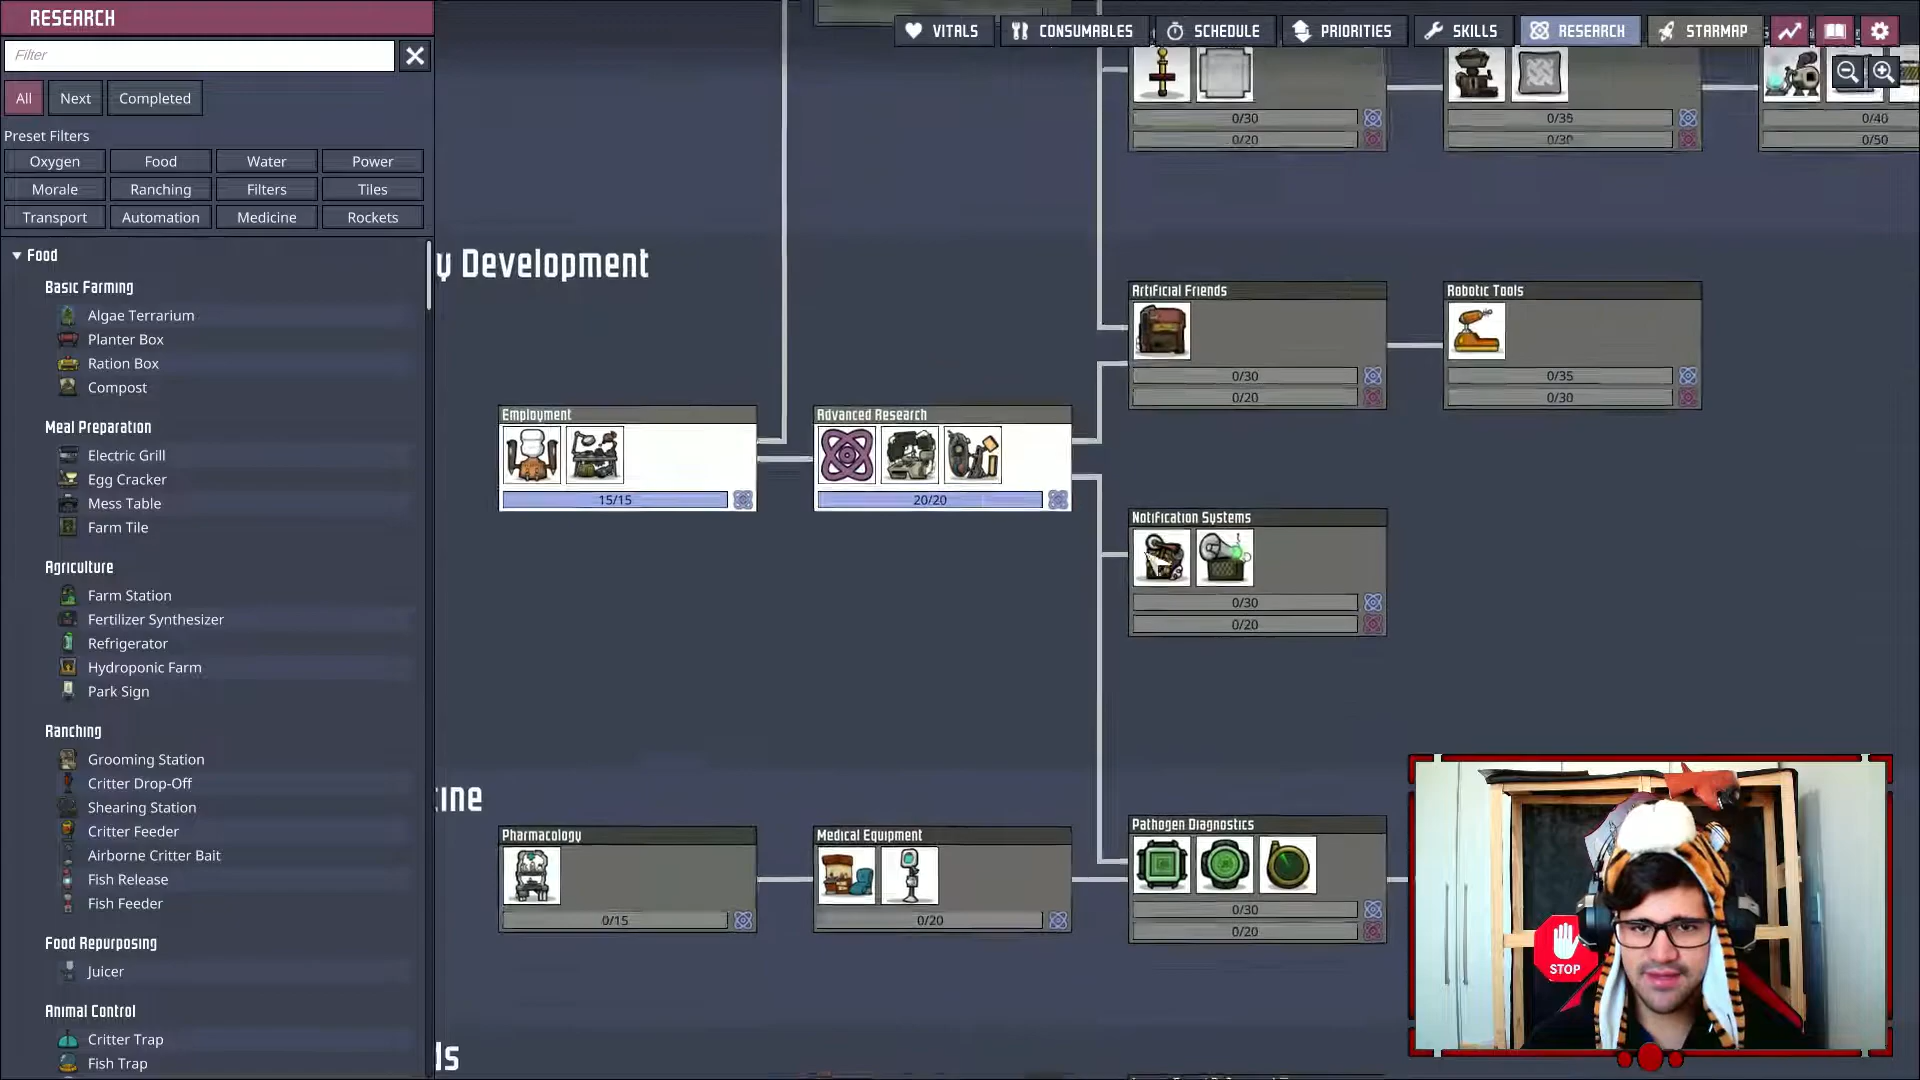 RESEARCH
Filter
All
Next
Completed
Preset Filters
Oxygen
Food
Water
Power
Morale
Ranching
Filters
Tiles
Transport
Automation
Medicine
Rockets
Food
Basic Farming
Algae Terrarium
Planter Box
Ration Box
Compost
Meal Preparation
Electric Grill
Egg Cracker
Mess Table
Farm Tile
Agriculture
Farm Station
Fertilizer Synthesizer
Refrigerator
Hydroponic Farm
Park Sign
Ranching
Grooming Station
Critter Drop-Off
Shearing Station
Critter Feeder
Airborne Critter Bait
Fish Release
Fish Feeder
Food Repurposing
Juicer
Animal Control
Critter Trap
Fish Trap
VITALS
CONSUMABLES
SCHEDULE
PRIORITIES
SKILLS
RESEARCH
STARMAP
0/30
0/20
0/35
0/30
0/40
0/50
y Development
Artificial Friends
0/30
0/20
Robotic Tools
0/35
0/30
Employment
15/15
Advanced Research
20/20
Notification Systems
0/30
0/20
cine
Pharmacology
0/15
Medical Equipment
0/20
Pathogen Diagnostics
0/30
0/20
ls
STOP